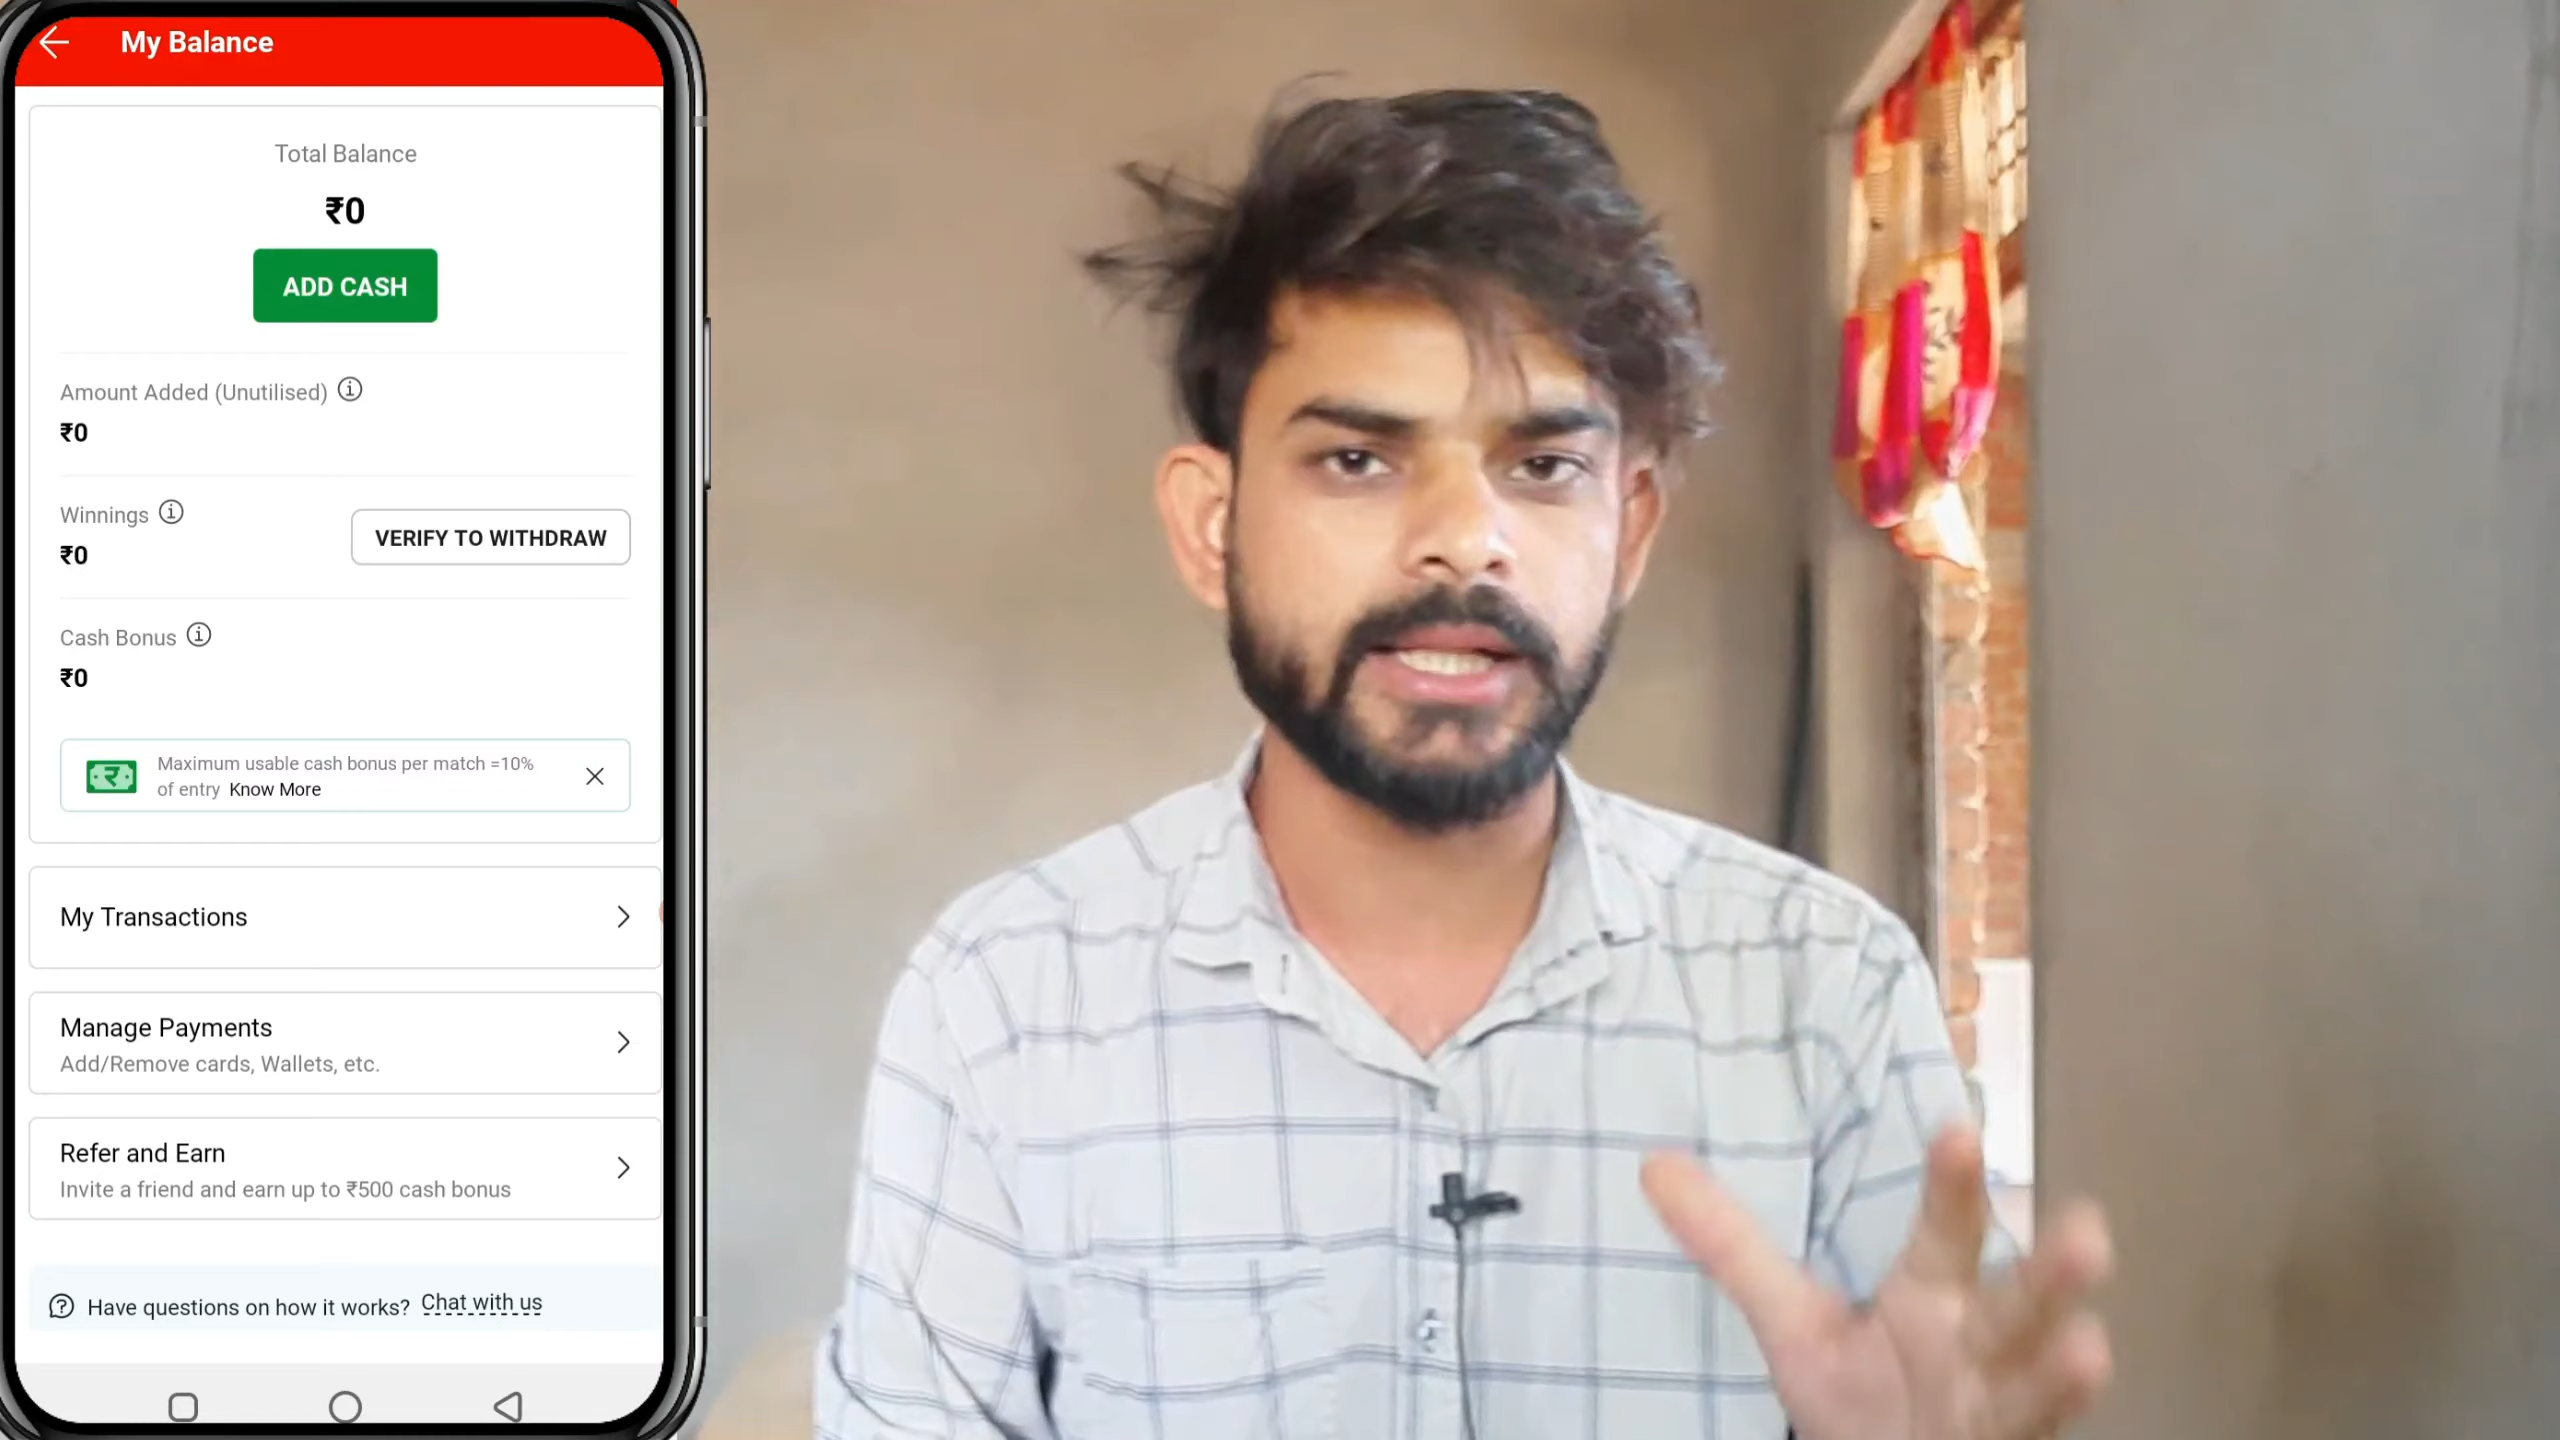 My Balance
Total Balance
₹0
ADD CASH
Amount Added (Unutilised)
₹0
Winnings
₹0
VERIFY TO WITHDRAW
Cash Bonus
₹0
Maximum usable cash bonus per match =10%
of entry Know More
My Transactions
Manage Payments
Add/Remove cards, Wallets, etc.
Refer and Earn
Invite a friend and earn up to ₹500 cash bonus
Have questions on how it works? Chat with us